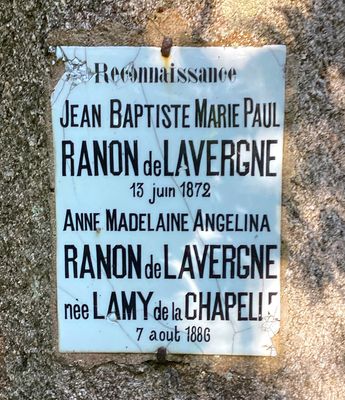 Reconnaissance
JEAN BAPTISTE MARIE PAUL
RANON de LAVERGNE
13 juin 1872
ANNE MADELAINE ANGELINA
RANON de LAVERGNE
nèe LAMY de la CHAPELLE
7 aout 1886